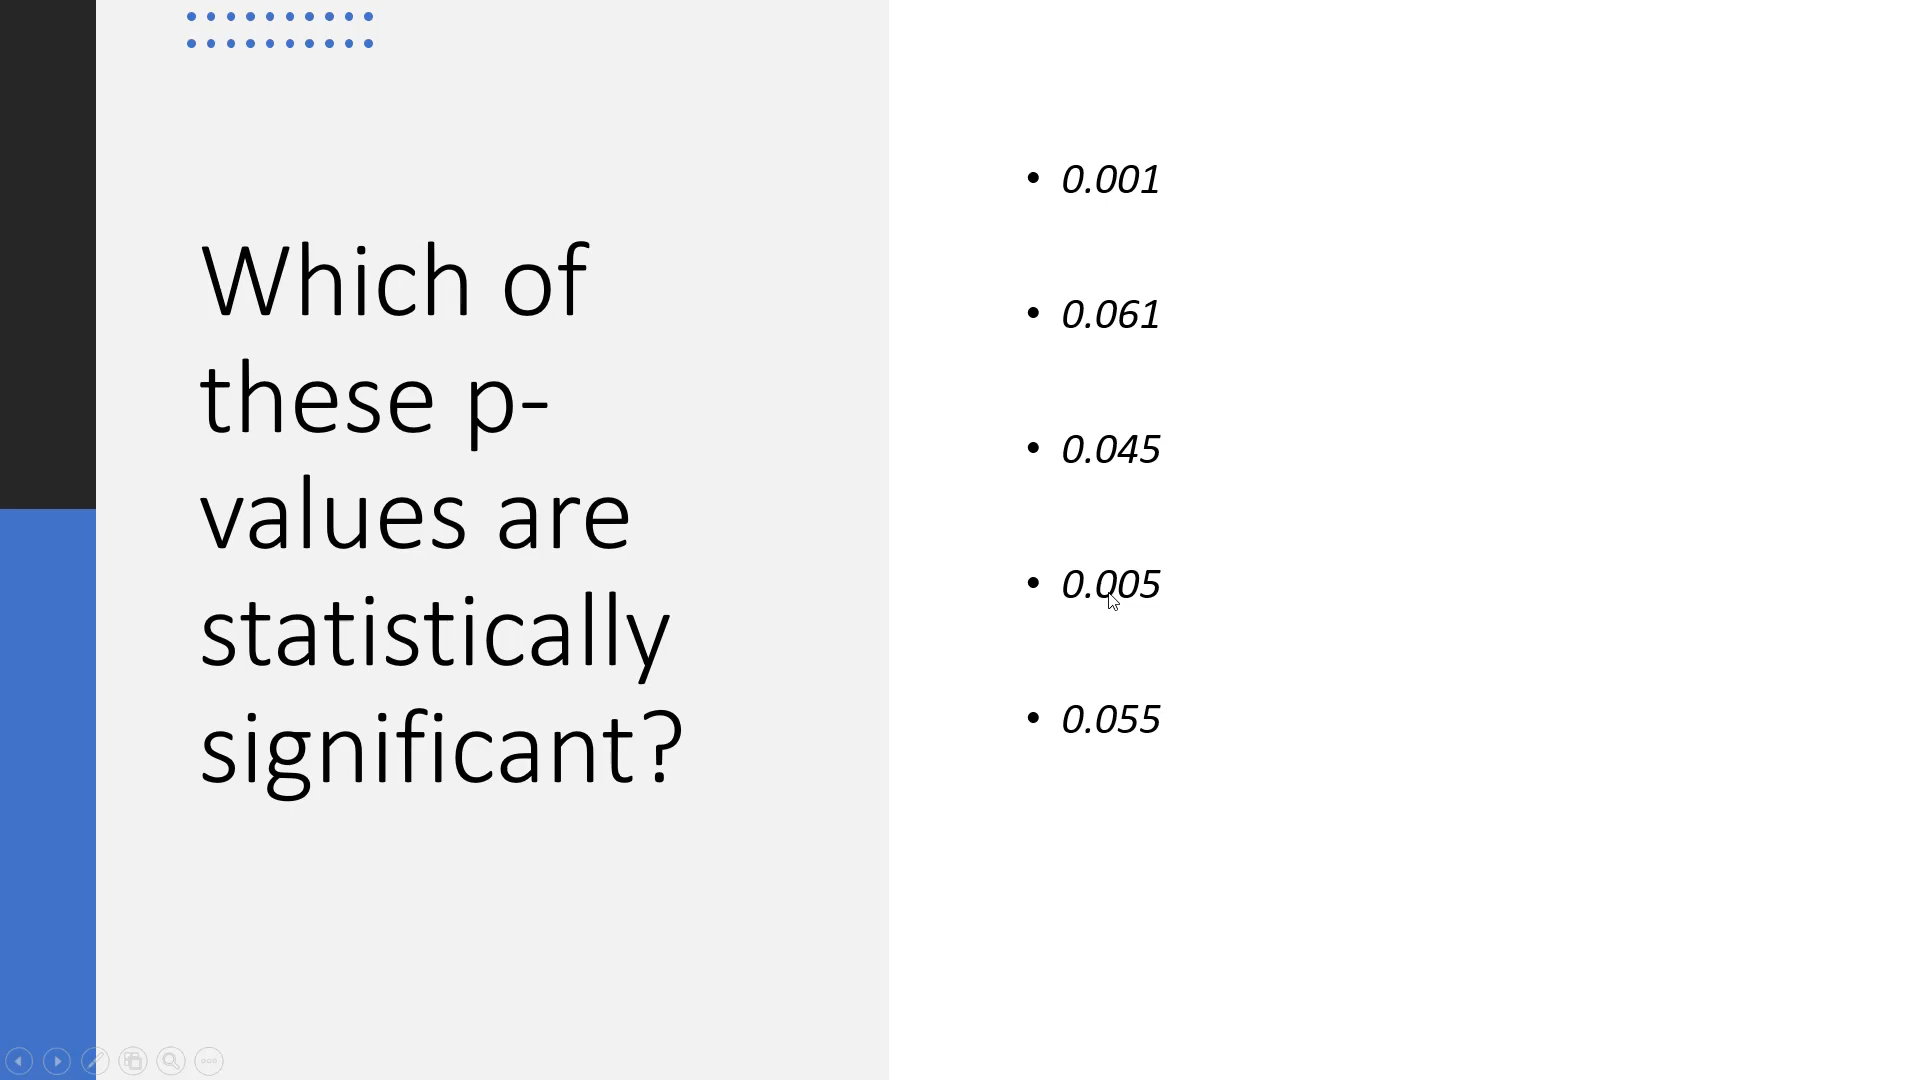 Which of
these p-
values are
statistically
significant?
• 0.001
• 0.061
• 0.045
• 0.005
• 0.055